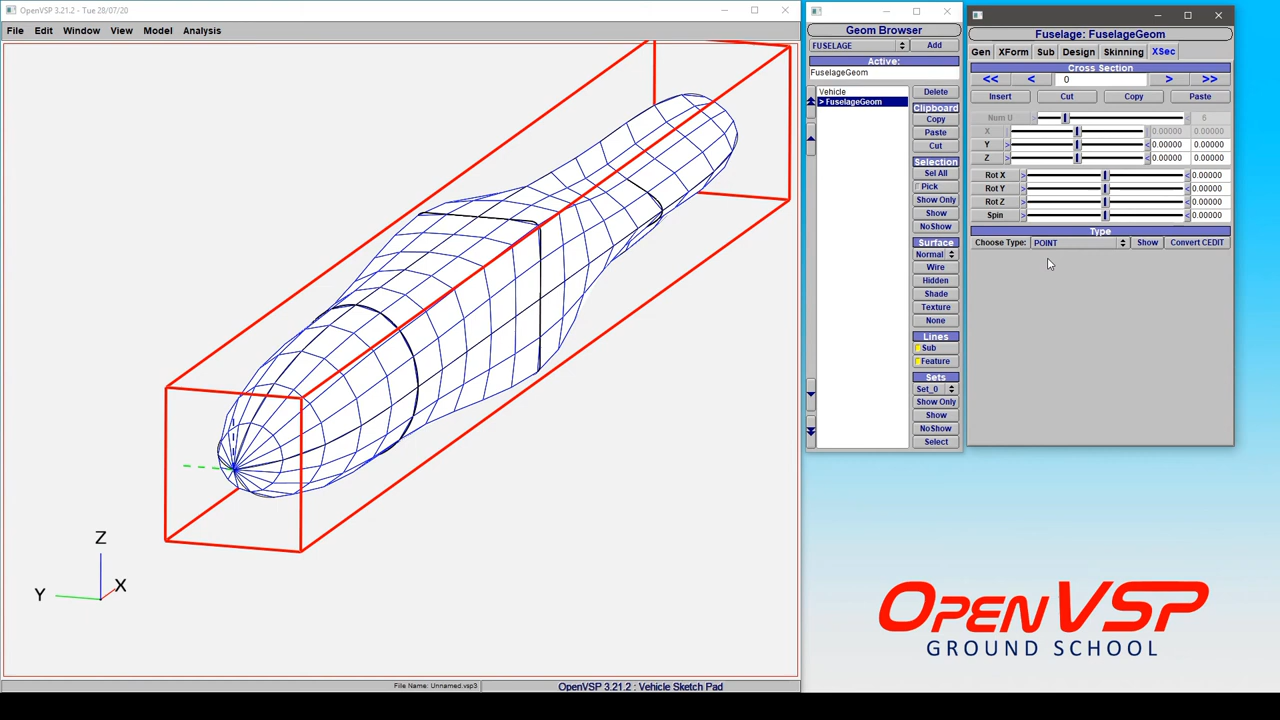 OpenVSP 3.21.2 - Tue 28/07/20
File Edit Window View Model Analysis
Z
Y
X
File Name: Unnamed.vsp3
OpenVSP 3.21.2 : Vehicle Sketch Pad
Geom Browser
FUSELAGE Add
Active:
FuselageGeom
Vehicle
> FuselageGeom
Delete
Clipboard
Copy
Paste
Cut
Selection
Sel All
Pick
Show Only
Show
NoShow
Surface
Normal
Wire
Hidden
Shade
Texture
None
Lines
Sub
Feature
Sets
Set_0
Show Only
Show
NoShow
Select
Fuselage: FuselageGeom
Gen XForm Sub Design Skinning XSec
Cross Section
<< < 0 > >>
Insert Cut Copy Paste
Num U > < 6
X | 0.00000 0.00000
Y > < 0.00000 0.00000
Z > < 0.00000 0.00000
Rot X > < 0.00000
Rot Y > < 0.00000
Rot Z > < 0.00000
Spin > < 0.00000
Type
Choose Type: POINT Show Convert CEDIT
OpenVSP
GROUND SCHOOL